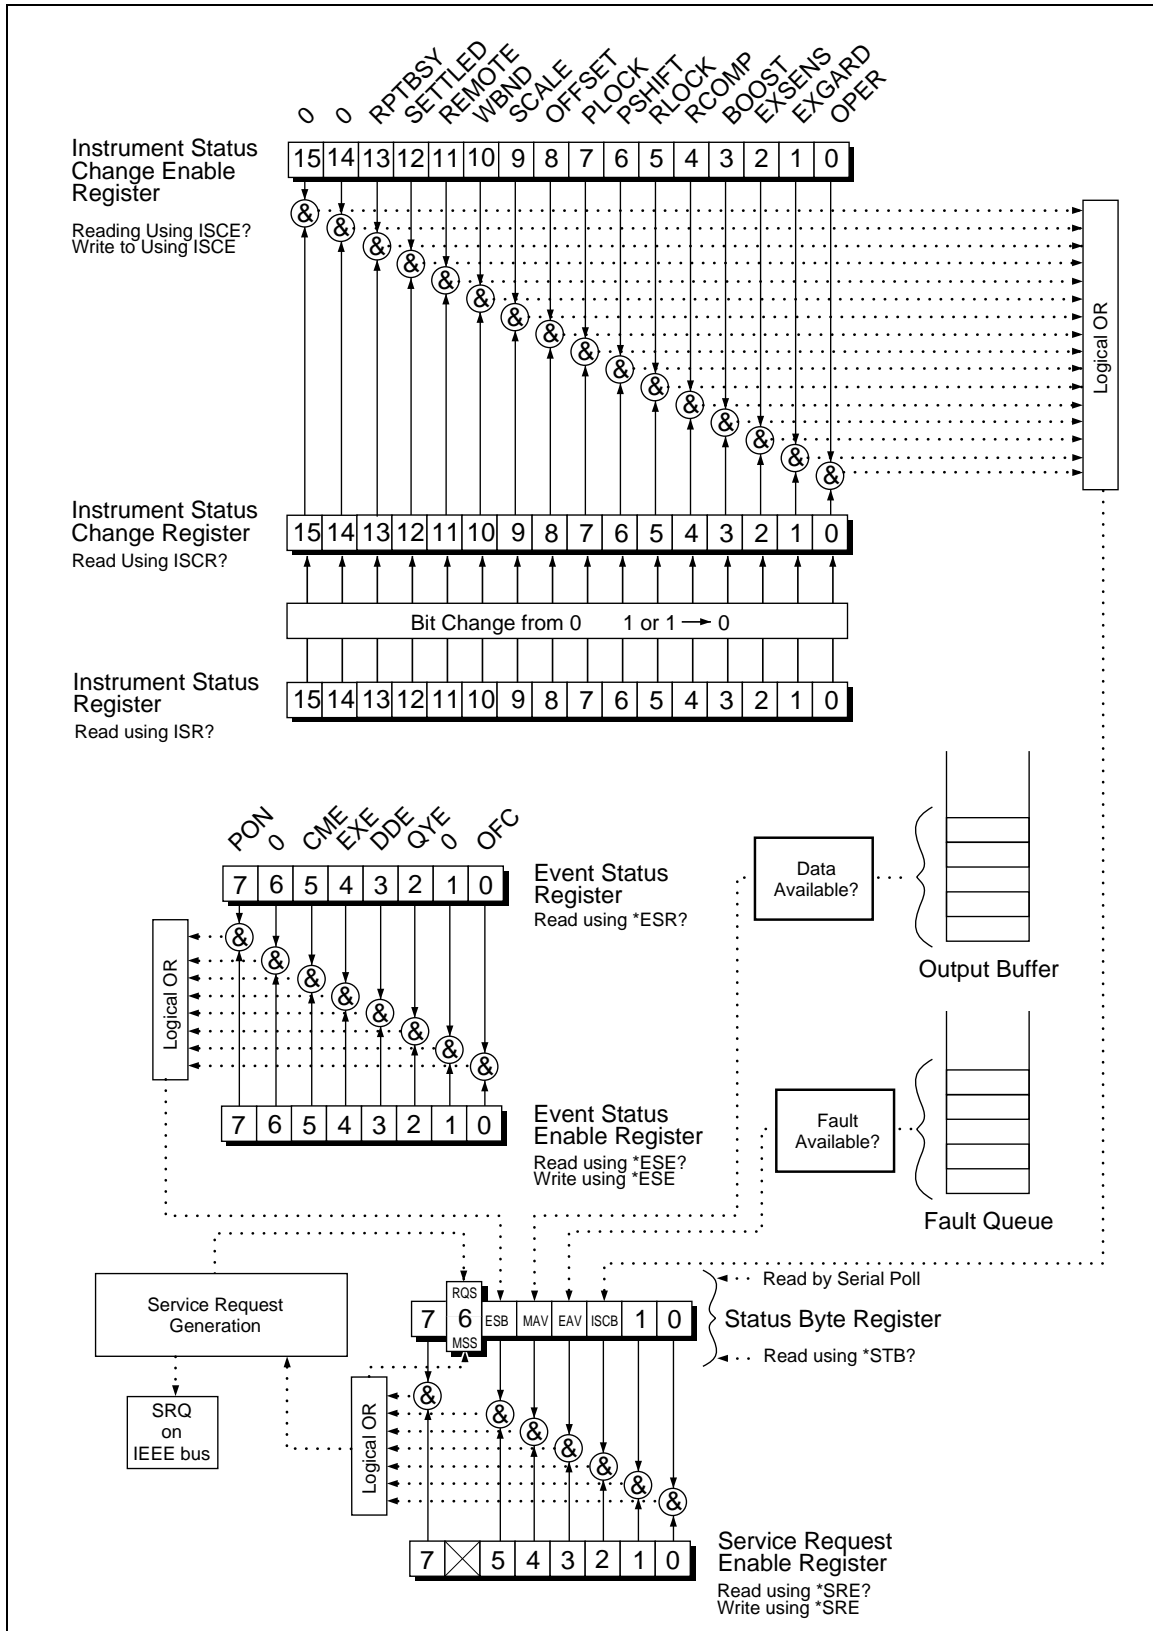 0 0 RPTBSY SETTLED REMOTE WBND SCALE OFFSET PLOCK PSHIFT RLOCK RCOMP BOOST EXSENS EXGARD OPER
Instrument Status
Change Enable
Register
15 14 13 12 11 10 9 8 7 6 5 4 3 2 1 0
Reading Using ISCE?
Write to Using ISCE
& & & & & & & & & & & & & & & &
Logical OR
Instrument Status
Change Register
15 14 13 12 11 10 9 8 7 6 5 4 3 2 1 0
Read Using ISCR?
Bit Change from 0 1 or 1 → 0
Instrument Status
Register
15 14 13 12 11 10 9 8 7 6 5 4 3 2 1 0
Read using ISR?
PON 0 CME EXE DDE QYE 0 OFC
7 6 5 4 3 2 1 0
Event Status
Register
Read using *ESR?
& & & & & & & &
Logical OR
Data
Available?
Output Buffer
7 6 5 4 3 2 1 0
Event Status
Enable Register
Read using *ESE?
Write using *ESE
Fault
Available?
Fault Queue
Service Request
Generation
SRQ
on
IEEE bus
RQS
7 6 ESB MAV EAV ISCB 1 0
MSS
Read by Serial Poll
Status Byte Register
Read using *STB?
& & & & & & &
Logical OR
7 5 4 3 2 1 0
Service Request
Enable Register
Read using *SRE?
Write using *SRE